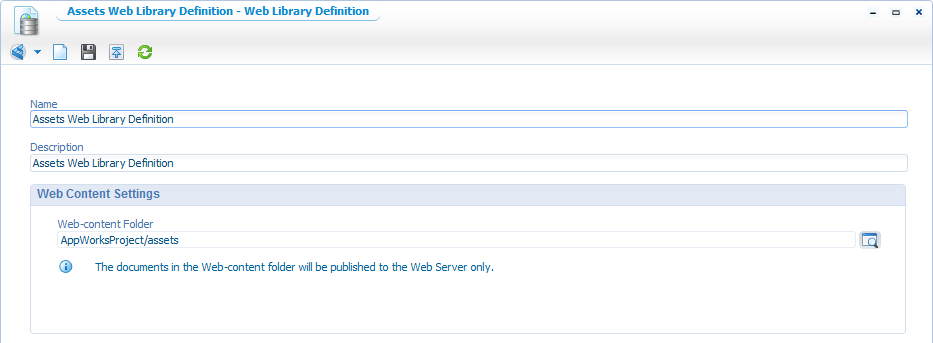 Assets Web Library Definition - Web Library Definition
Name
Assets Web Library Definition
Description
Assets Web Library Definition
Web Content Settings
Web-content Folder
AppWorksProject/assets
The documents in the Web-content folder will be published to the Web Server only.